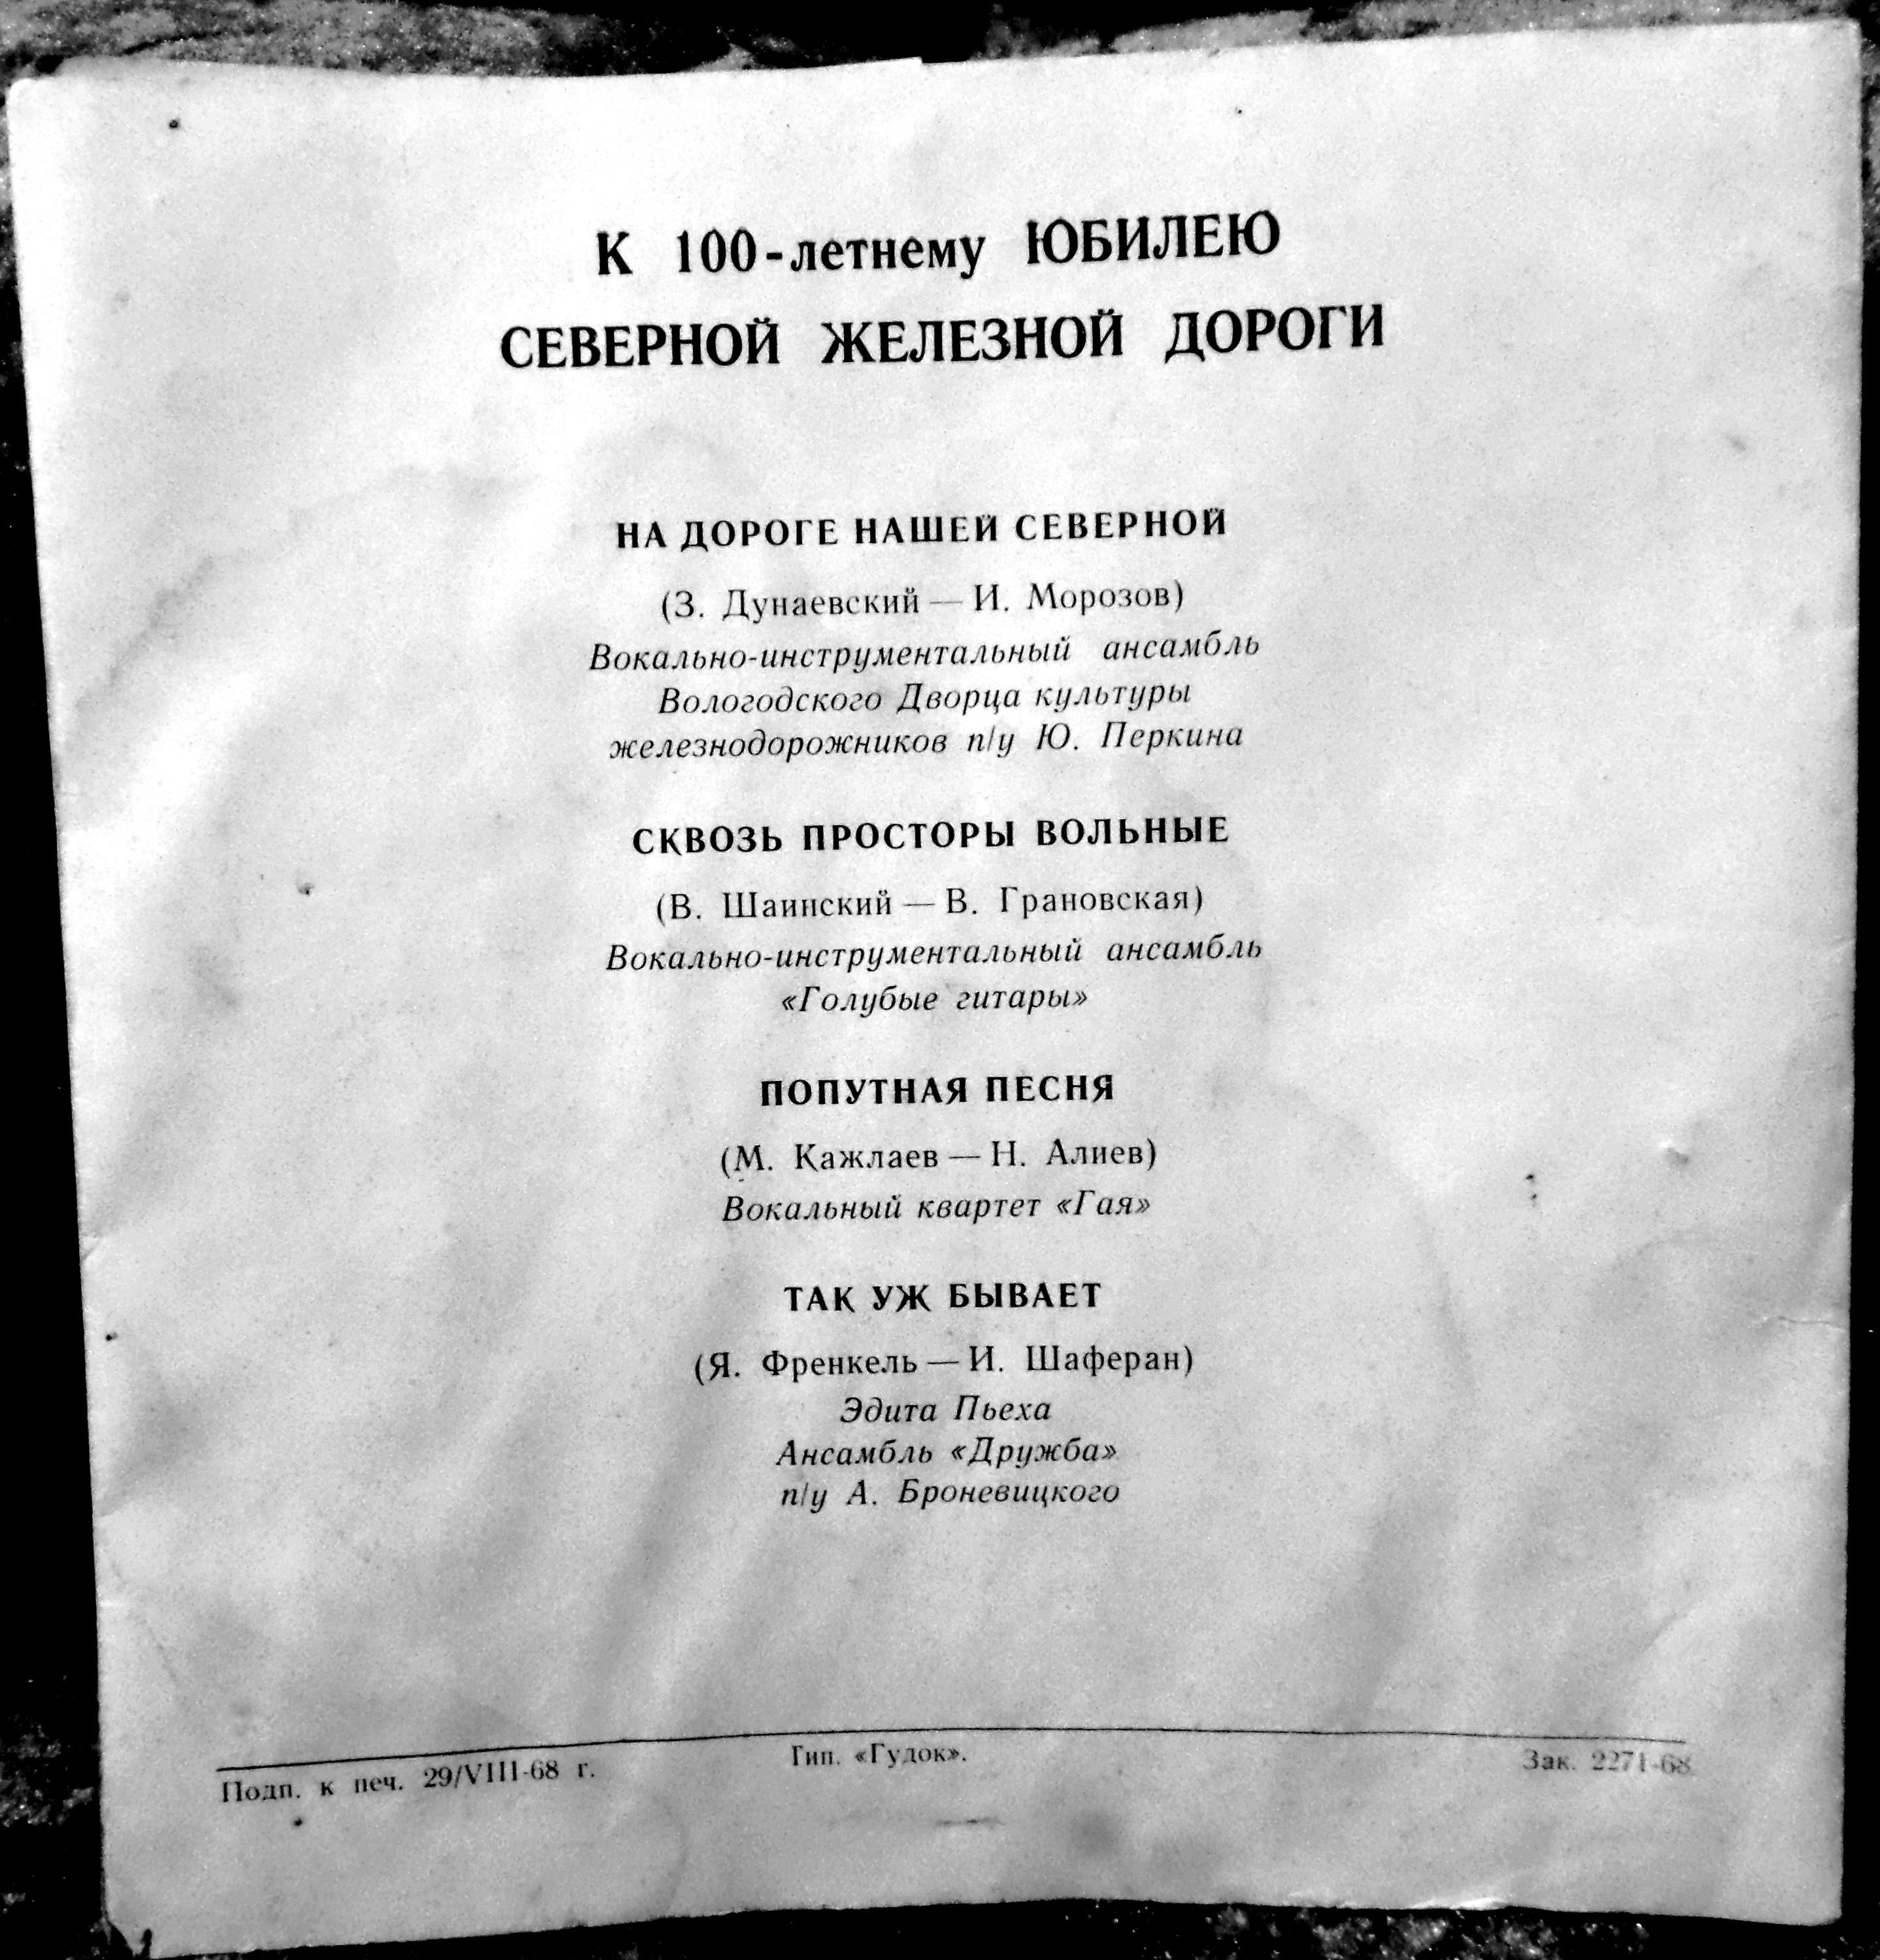 К 100-летнему ЮБИЛЕЮ
СЕВЕРНОЙ ЖЕЛЕЗНОЙ ДОРОГИ
НА ДОРОГЕ НАШЕЙ СЕВЕРНОЙ
(З. Дунаевский — И. Морозов)
Вокально-инструментальный ансамбль
Вологодского Дворца культуры
железнодорожников п/у Ю. Перкина
СКВОЗЬ ПРОСТОРЫ ВОЛЬНЫЕ
(В. Шаинский — В. Грановская)
Вокально-инструментальный ансамбль
«Голубые гитары»
ПОПУТНАЯ ПЕСНЯ
(М. Кажлаев — Н. Алиев)
Вокальный квартет «Гая»
ТАК УЖ БЫВАЕТ
(Я. Френкель — И. Шаферан)
Эдита Пьеха
Ансамбль «Дружба»
п/у А. Броневицкого
Подп. к печ. 29/VIII-68 г. Тип. «Гудок». Зак. 2271-68